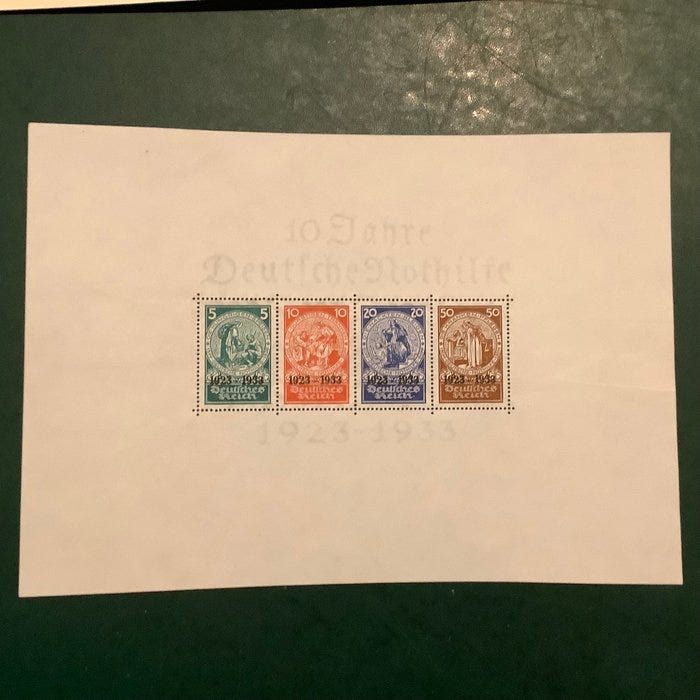 10 Jahre
Deutsche Nothilfe
5 5
1923-1933
Deutsches
Reich
10 10
1923-1933
Deutsches
Reich
20 20
1923-1933
Deutsches
Reich
50 50
1923-1933
Deutsches
Reich
1923-1933